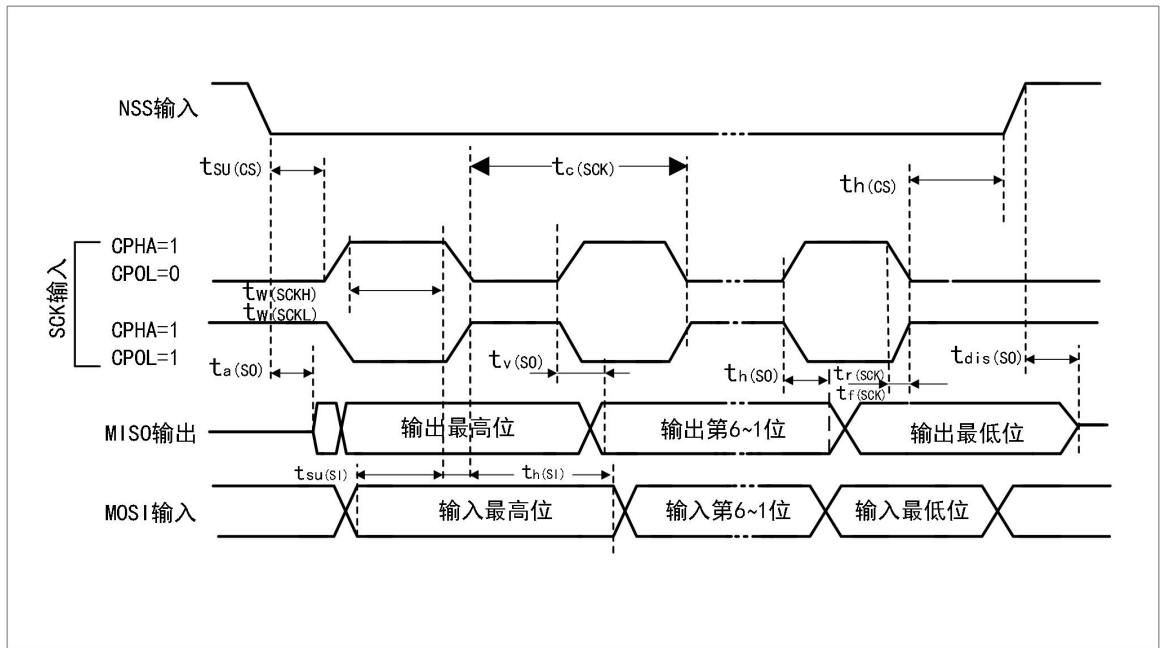 NSS输入
tSU(CS)
tc(SCK)
th(CS)
SCK输入
CPHA=1
CPOL=0
tw(SCKH)
tw(SCKL)
CPHA=1
CPOL=1
ta(SO)
tv(SO)
th(SO)
tr(SCK)
tf(SCK)
tdis(SO)
MISO输出
输出最高位
输出第6~1位
输出最低位
tsu(SI)
th(SI)
MOSI输入
输入最高位
输入第6~1位
输入最低位